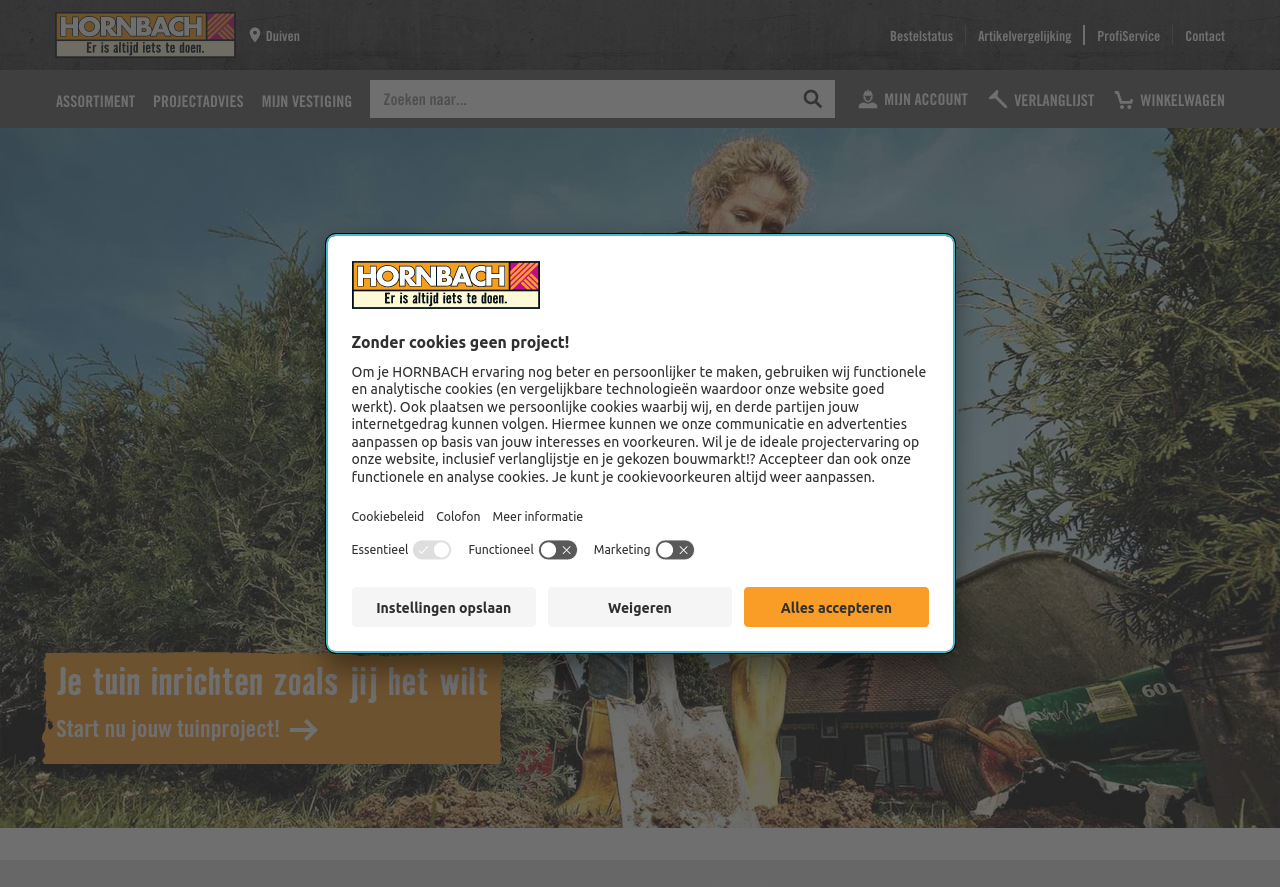 HORNBACH
Er is altijd iets te doen.
Duiven
Bestelstatus
Artikelvergelijking
ProfiService
Contact
ASSORTIMENT
PROJECTADVIES
MIJN VESTIGING
Zoeken naar...
MIJN ACCOUNT
VERLANGLIJST
WINKELWAGEN
HORNBACH
Er is altijd iets te doen.
Zonder cookies geen project!
Om je HORNBACH ervaring nog beter en persoonlijker te maken, gebruiken wij functionele
en analytische cookies (en vergelijkbare technologieën waardoor onze website goed
werkt). Ook plaatsen we persoonlijke cookies waarbij wij, en derde partijen jouw
internetgedrag kunnen volgen. Hiermee kunnen we onze communicatie en advertenties
aanpassen op basis van jouw interesses en voorkeuren. Wil je de ideale projectervaring op
onze website, inclusief verlanglijstje en je gekozen bouwmarkt!? Accepteer dan ook onze
functionele en analyse cookies. Je kunt je cookievoorkeuren altijd weer aanpassen.
Cookiebeleid
Colofon
Meer informatie
Essentieel
Functioneel
Marketing
Instellingen opslaan
Weigeren
Alles accepteren
Je tuin inrichten zoals jij het wilt
Start nu jouw tuinproject!
60L